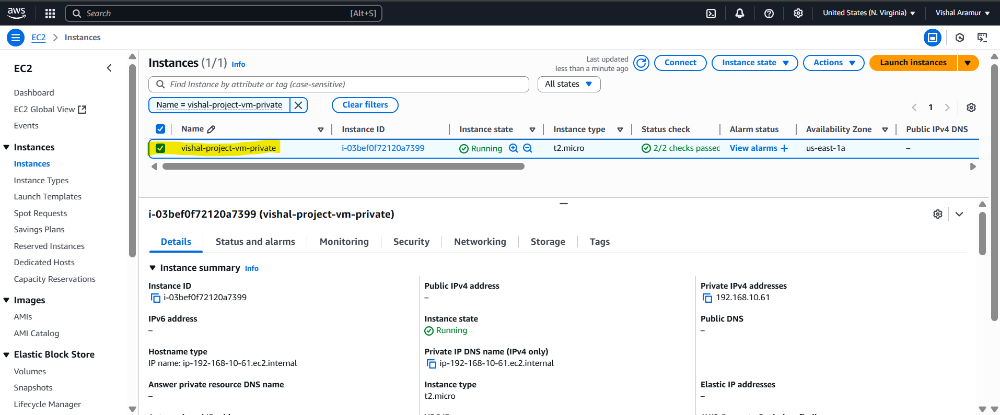 aws Search [Alt+S] United States (N. Virginia) Vishal Aramur
EC2 Instances
EC2
Dashboard
EC2 Global View
Events
Instances
Instances
Instance Types
Launch Templates
Spot Requests
Savings Plans
Reserved Instances
Dedicated Hosts
Capacity Reservations
Images
AMIs
AMI Catalog
Elastic Block Store
Volumes
Snapshots
Lifecycle Manager
Instances (1/1) Info
Last updated
less than a minute ago
Connect Instance state Actions Launch instances
Find Instance by attribute or tag (case-sensitive) All states
Name = vishal-project-vm-private Clear filters
1
Name Instance ID Instance state Instance type Status check Alarm status Availability Zone Public IPv4 DNS
vishal-project-vm-private i-03bef0f72120a7399 Running t2.micro 2/2 checks passed View alarms + us-east-1a –
i-03bef0f72120a7399 (vishal-project-vm-private)
Details Status and alarms Monitoring Security Networking Storage Tags
Instance summary Info
Instance ID
i-03bef0f72120a7399
Public IPv4 address
–
Private IPv4 addresses
192.168.10.61
IPv6 address
–
Instance state
Running
Public DNS
–
Hostname type
IP name: ip-192-168-10-61.ec2.internal
Private IP DNS name (IPv4 only)
ip-192-168-10-61.ec2.internal
Answer private resource DNS name
–
Instance type
t2.micro
Elastic IP addresses
–